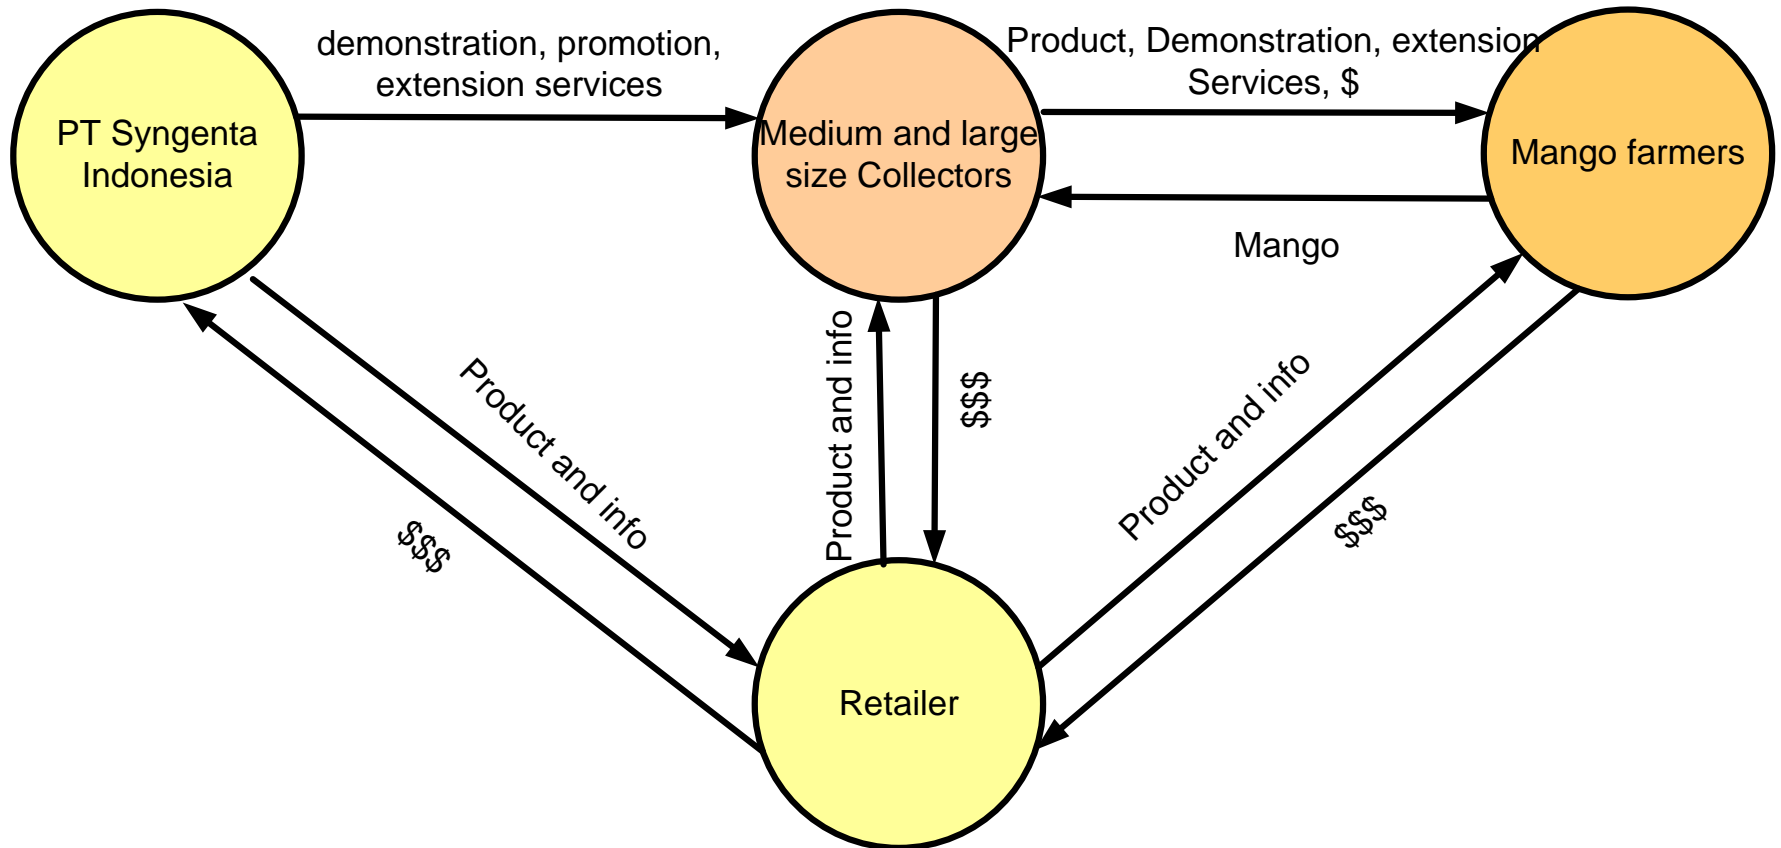 demonstration, promotion,
extension services
Product, Demonstration, extension
Services, $
PT Syngenta
Indonesia
Medium and large
size Collectors
Mango farmers
Mango
Product and info
$$$
Product and info
$$$
Product and info
$$$
Retailer